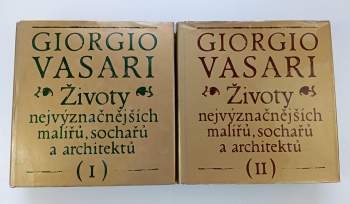 GIORGIO
VASARI
Životy
nejvýznačnějších
malířů, sochařů
a architektů
(I)
GIORGIO
VASARI
Životy
nejvýznačnějších
malířů, sochařů
a architektů
(II)